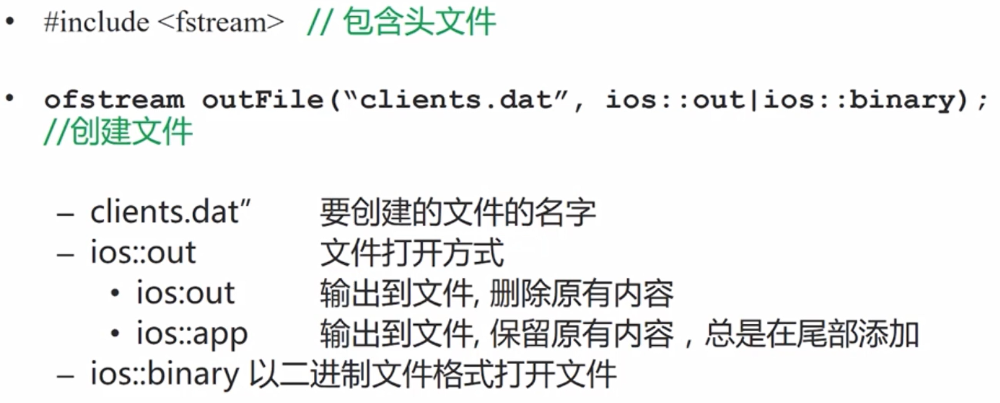 • #include <fstream> // 包含头文件
• ofstream outFile(“clients.dat”, ios::out|ios::binary);
//创建文件
– clients.dat” 要创建的文件的名字
– ios::out 文件打开方式
• ios:out 输出到文件, 删除原有内容
• ios::app 输出到文件, 保留原有内容，总是在尾部添加
– ios::binary 以二进制文件格式打开文件